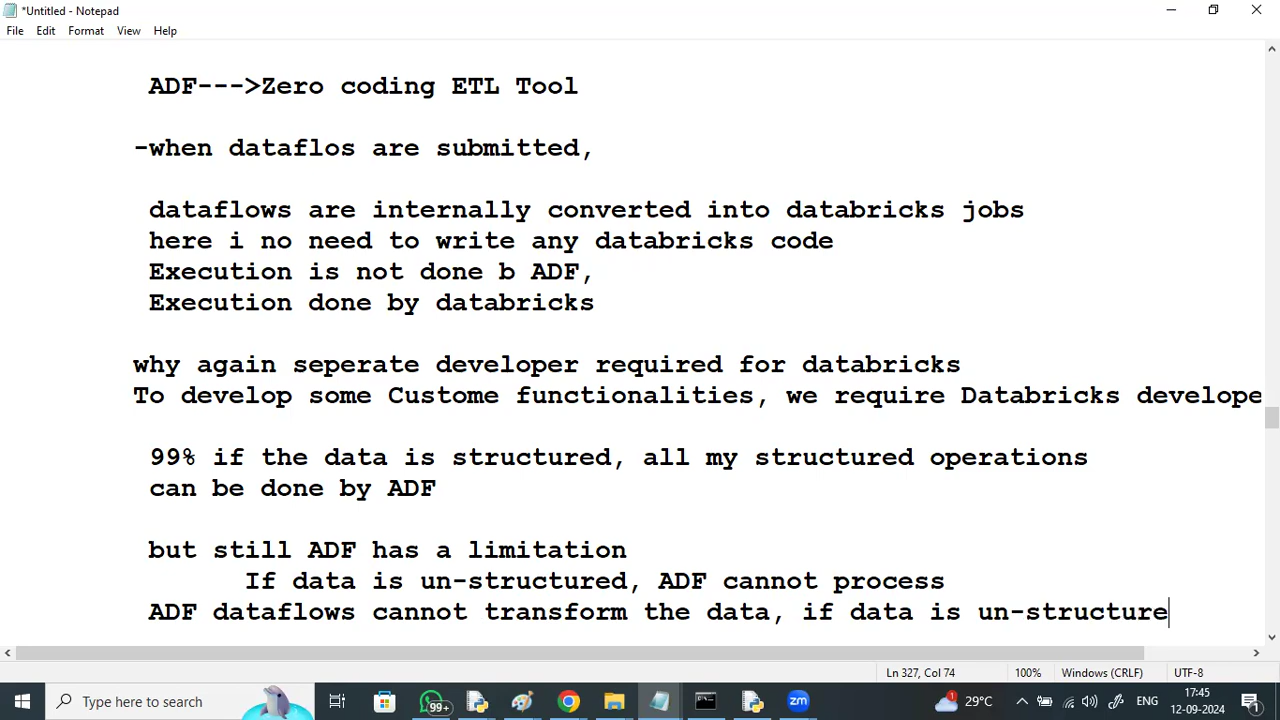 *Untitled - Notepad
File Edit Format View Help
ADF--->Zero coding ETL Tool
-when dataflos are submitted,
dataflows are internally converted into databricks jobs
here i no need to write any databricks code
Execution is not done b ADF,
Execution done by databricks
why again seperate developer required for databricks
To develop some Custome functionalities, we require Databricks develope
99% if the data is structured, all my structured operations
can be done by ADF
but still ADF has a limitation
If data is un-structured, ADF cannot process
ADF dataflows cannot transform the data, if data is un-structure
Ln 327, Col 74 100% Windows (CRLF) UTF-8
Type here to search 99+ 1 29°C ENG 17:45 1
12-09-2024